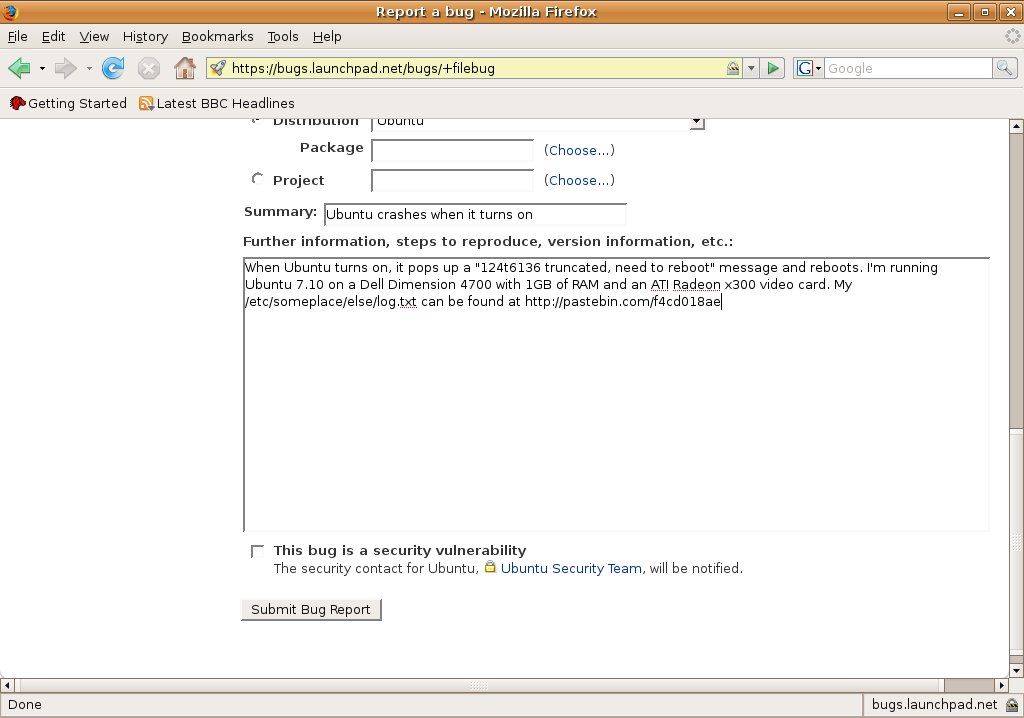 Report a bug - Mozilla Firefox
File Edit View History Bookmarks Tools Help
https://bugs.launchpad.net/bugs/+filebug
G Google
Getting Started Latest BBC Headlines
Distribution Ubuntu
Package (Choose...)
Project (Choose...)
Summary: Ubuntu crashes when it turns on
Further information, steps to reproduce, version information, etc.:
When Ubuntu turns on, it pops up a "124t6136 truncated, need to reboot" message and reboots. I'm running
Ubuntu 7.10 on a Dell Dimension 4700 with 1GB of RAM and an ATI Radeon x300 video card. My
/etc/someplace/else/log.txt can be found at http://pastebin.com/f4cd018ae
This bug is a security vulnerability
The security contact for Ubuntu, Ubuntu Security Team, will be notified.
Submit Bug Report
Done bugs.launchpad.net